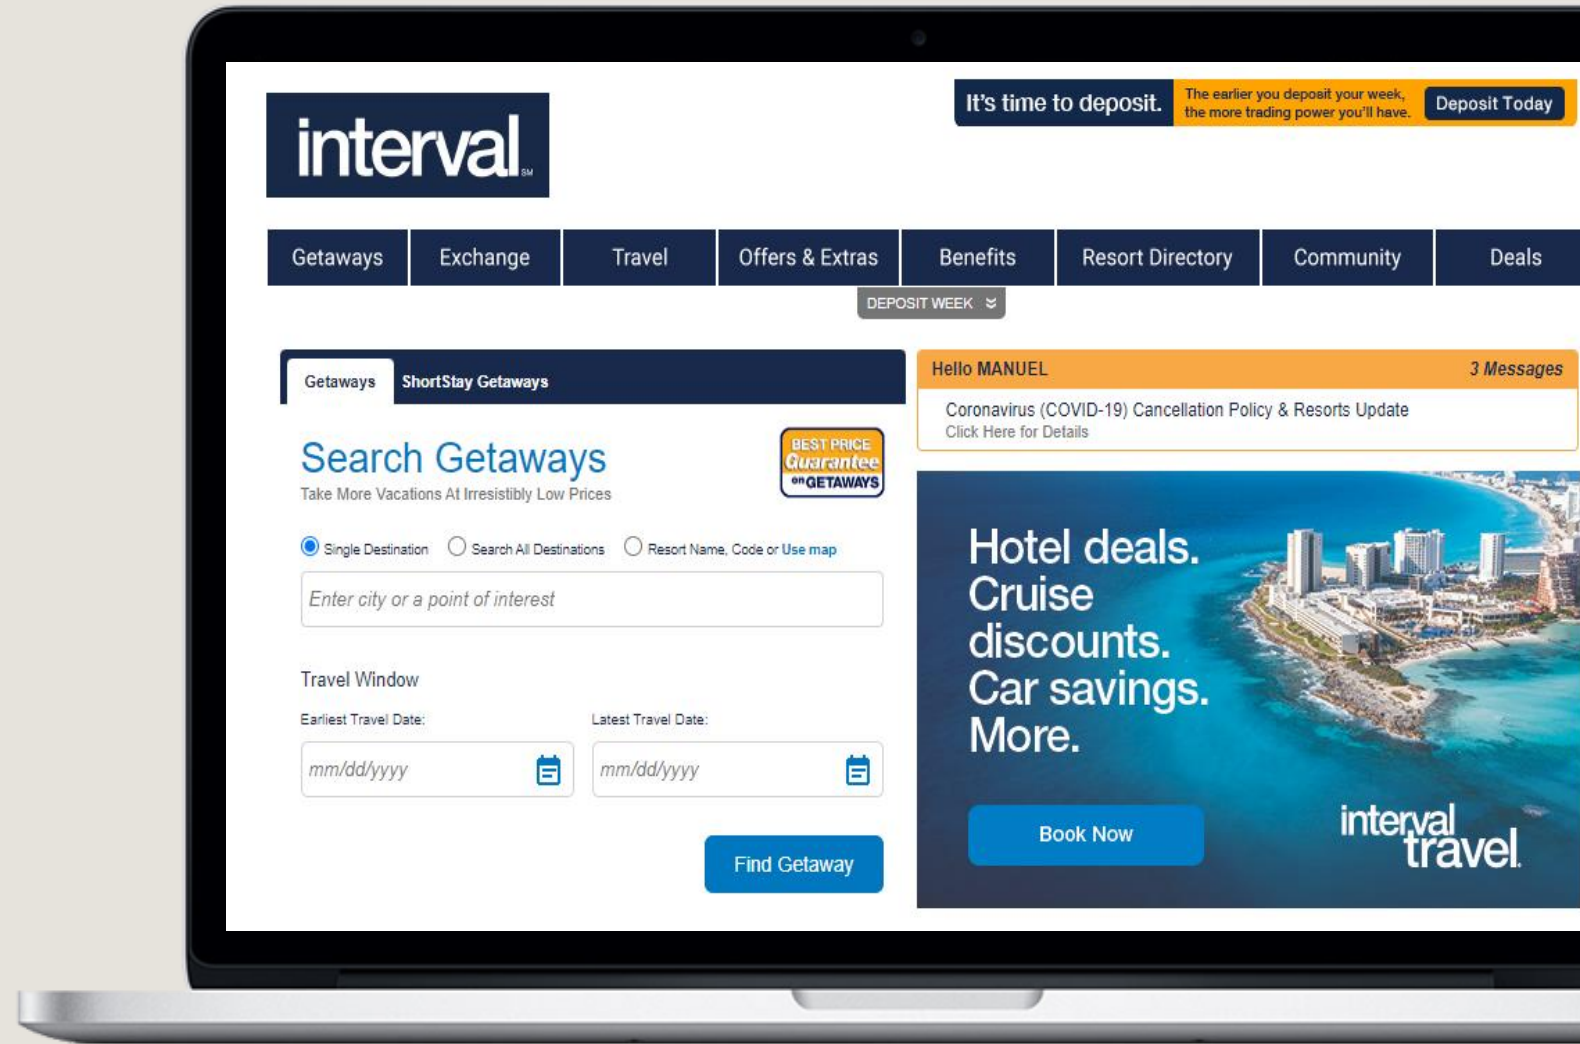 interval
SM
It's time to deposit.
The earlier you deposit your week,
the more trading power you'll have.
Deposit Today
Getaways Exchange Travel Offers & Extras Benefits Resort Directory Community Deals
DEPOSIT WEEK
Getaways ShortStay Getaways
Search Getaways
Take More Vacations At Irresistibly Low Prices
BEST PRICE
Guarantee
on GETAWAYS
Single Destination Search All Destinations Resort Name, Code or Use map
Enter city or a point of interest
Travel Window
Earliest Travel Date: Latest Travel Date:
mm/dd/yyyy mm/dd/yyyy
Find Getaway
Hello MANUEL 3 Messages
Coronavirus (COVID-19) Cancellation Policy & Resorts Update
Click Here for Details
Hotel deals.
Cruise
discounts.
Car savings.
More.
Book Now
interval
travel.